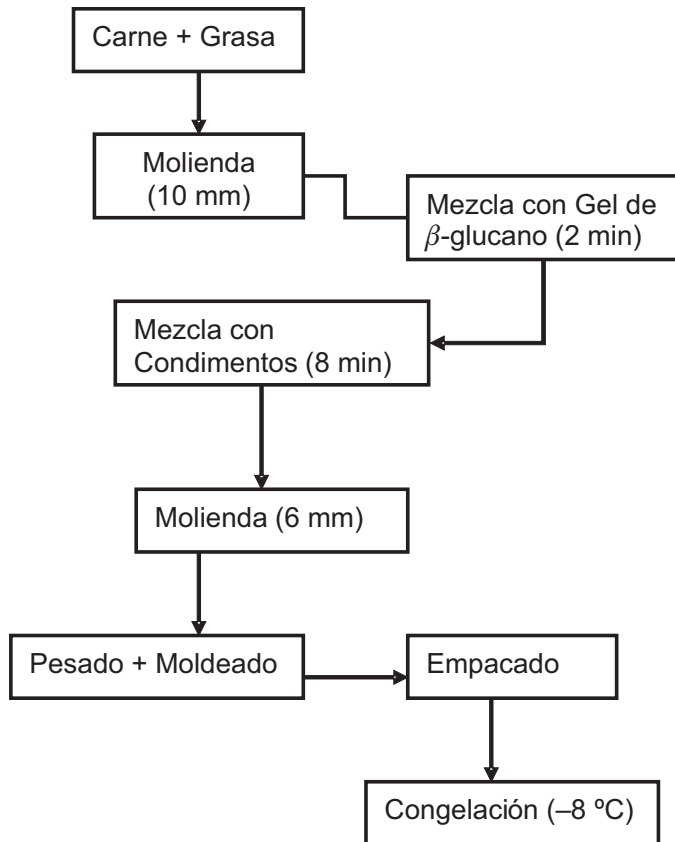 Carne + Grasa
Molienda
(10 mm)
Mezcla con Gel de
β-glucano (2 min)
Mezcla con
Condimentos (8 min)
Molienda (6 mm)
Pesado + Moldeado
Empacado
Congelación (–8 ºC)